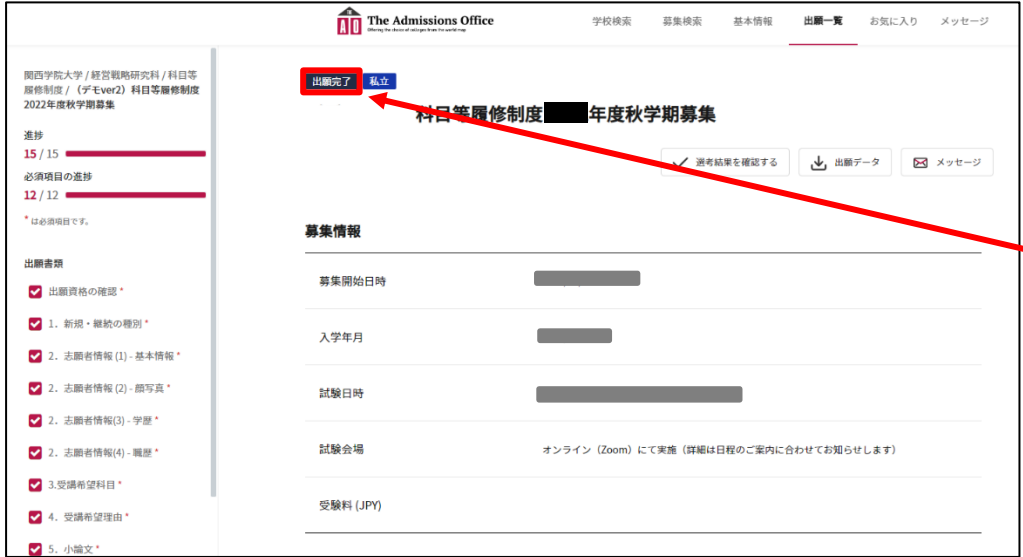 The Admissions Office
Offering the choice of colleges from the world map
学校検索
募集検索
基本情報
出願一覧
お気に入り
メッセージ
関西学院大学 / 経営戦略研究科 / 科目等
履修制度 / （デモver2）科目等履修制度
2022年度秋学期募集
進捗
15 / 15
必須項目の進捗
12 / 12
* は必須項目です。
出願書類
出願資格の確認 *
1．新規・継続の種別 *
2．志願者情報 (1) - 基本情報 *
2．志願者情報 (2) - 顔写真 *
2．志願者情報(3) - 学歴 *
2．志願者情報(4) - 職歴 *
3.受講希望科目 *
4．受講希望理由 *
5．小論文 *
出願完了
私立
科目等履修制度 年度秋学期募集
選考結果を確認する
出願データ
メッセージ
募集情報
募集開始日時
入学年月
試験日時
試験会場
オンライン（Zoom）にて実施（詳細は日程のご案内に合わせてお知らせします）
受験料 (JPY)